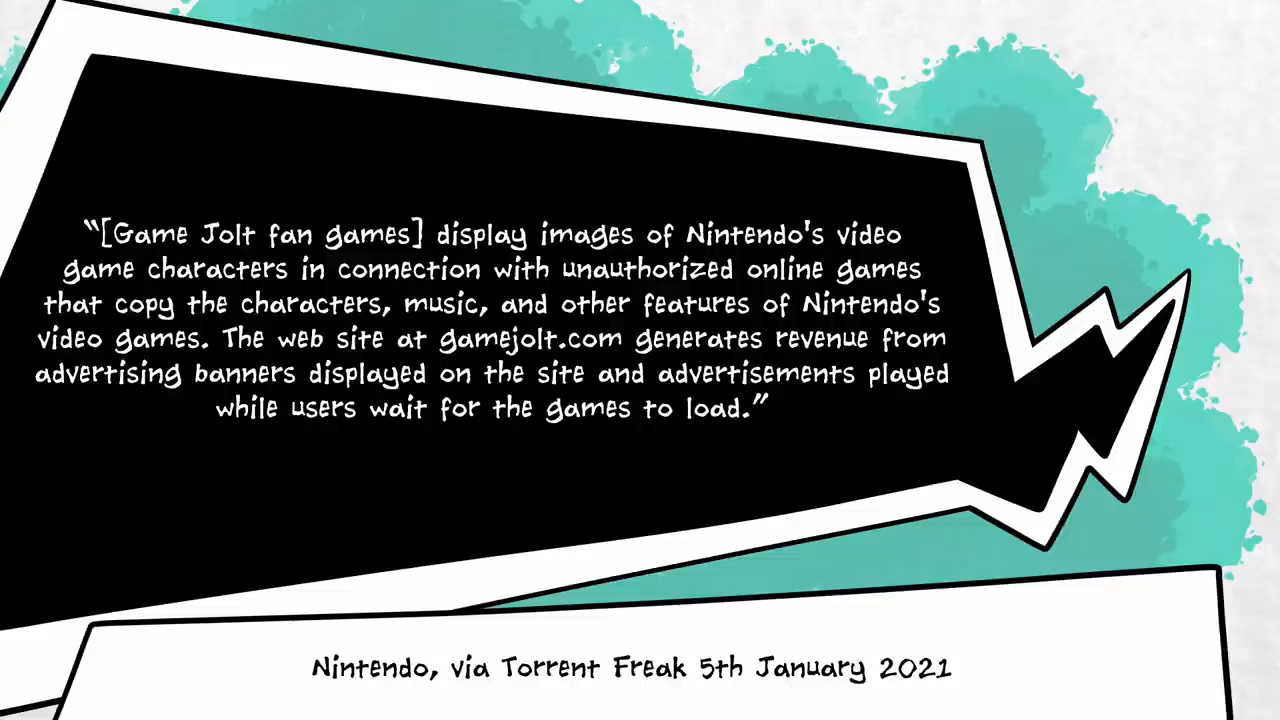 “[Game Jolt fan games] display images of Nintendo's video
game characters in connection with unauthorized online games
that copy the characters, music, and other features of Nintendo's
video games. The web site at gamejolt.com generates revenue from
advertising banners displayed on the site and advertisements played
while users wait for the games to load.”
Nintendo, via Torrent Freak 5th January 2021